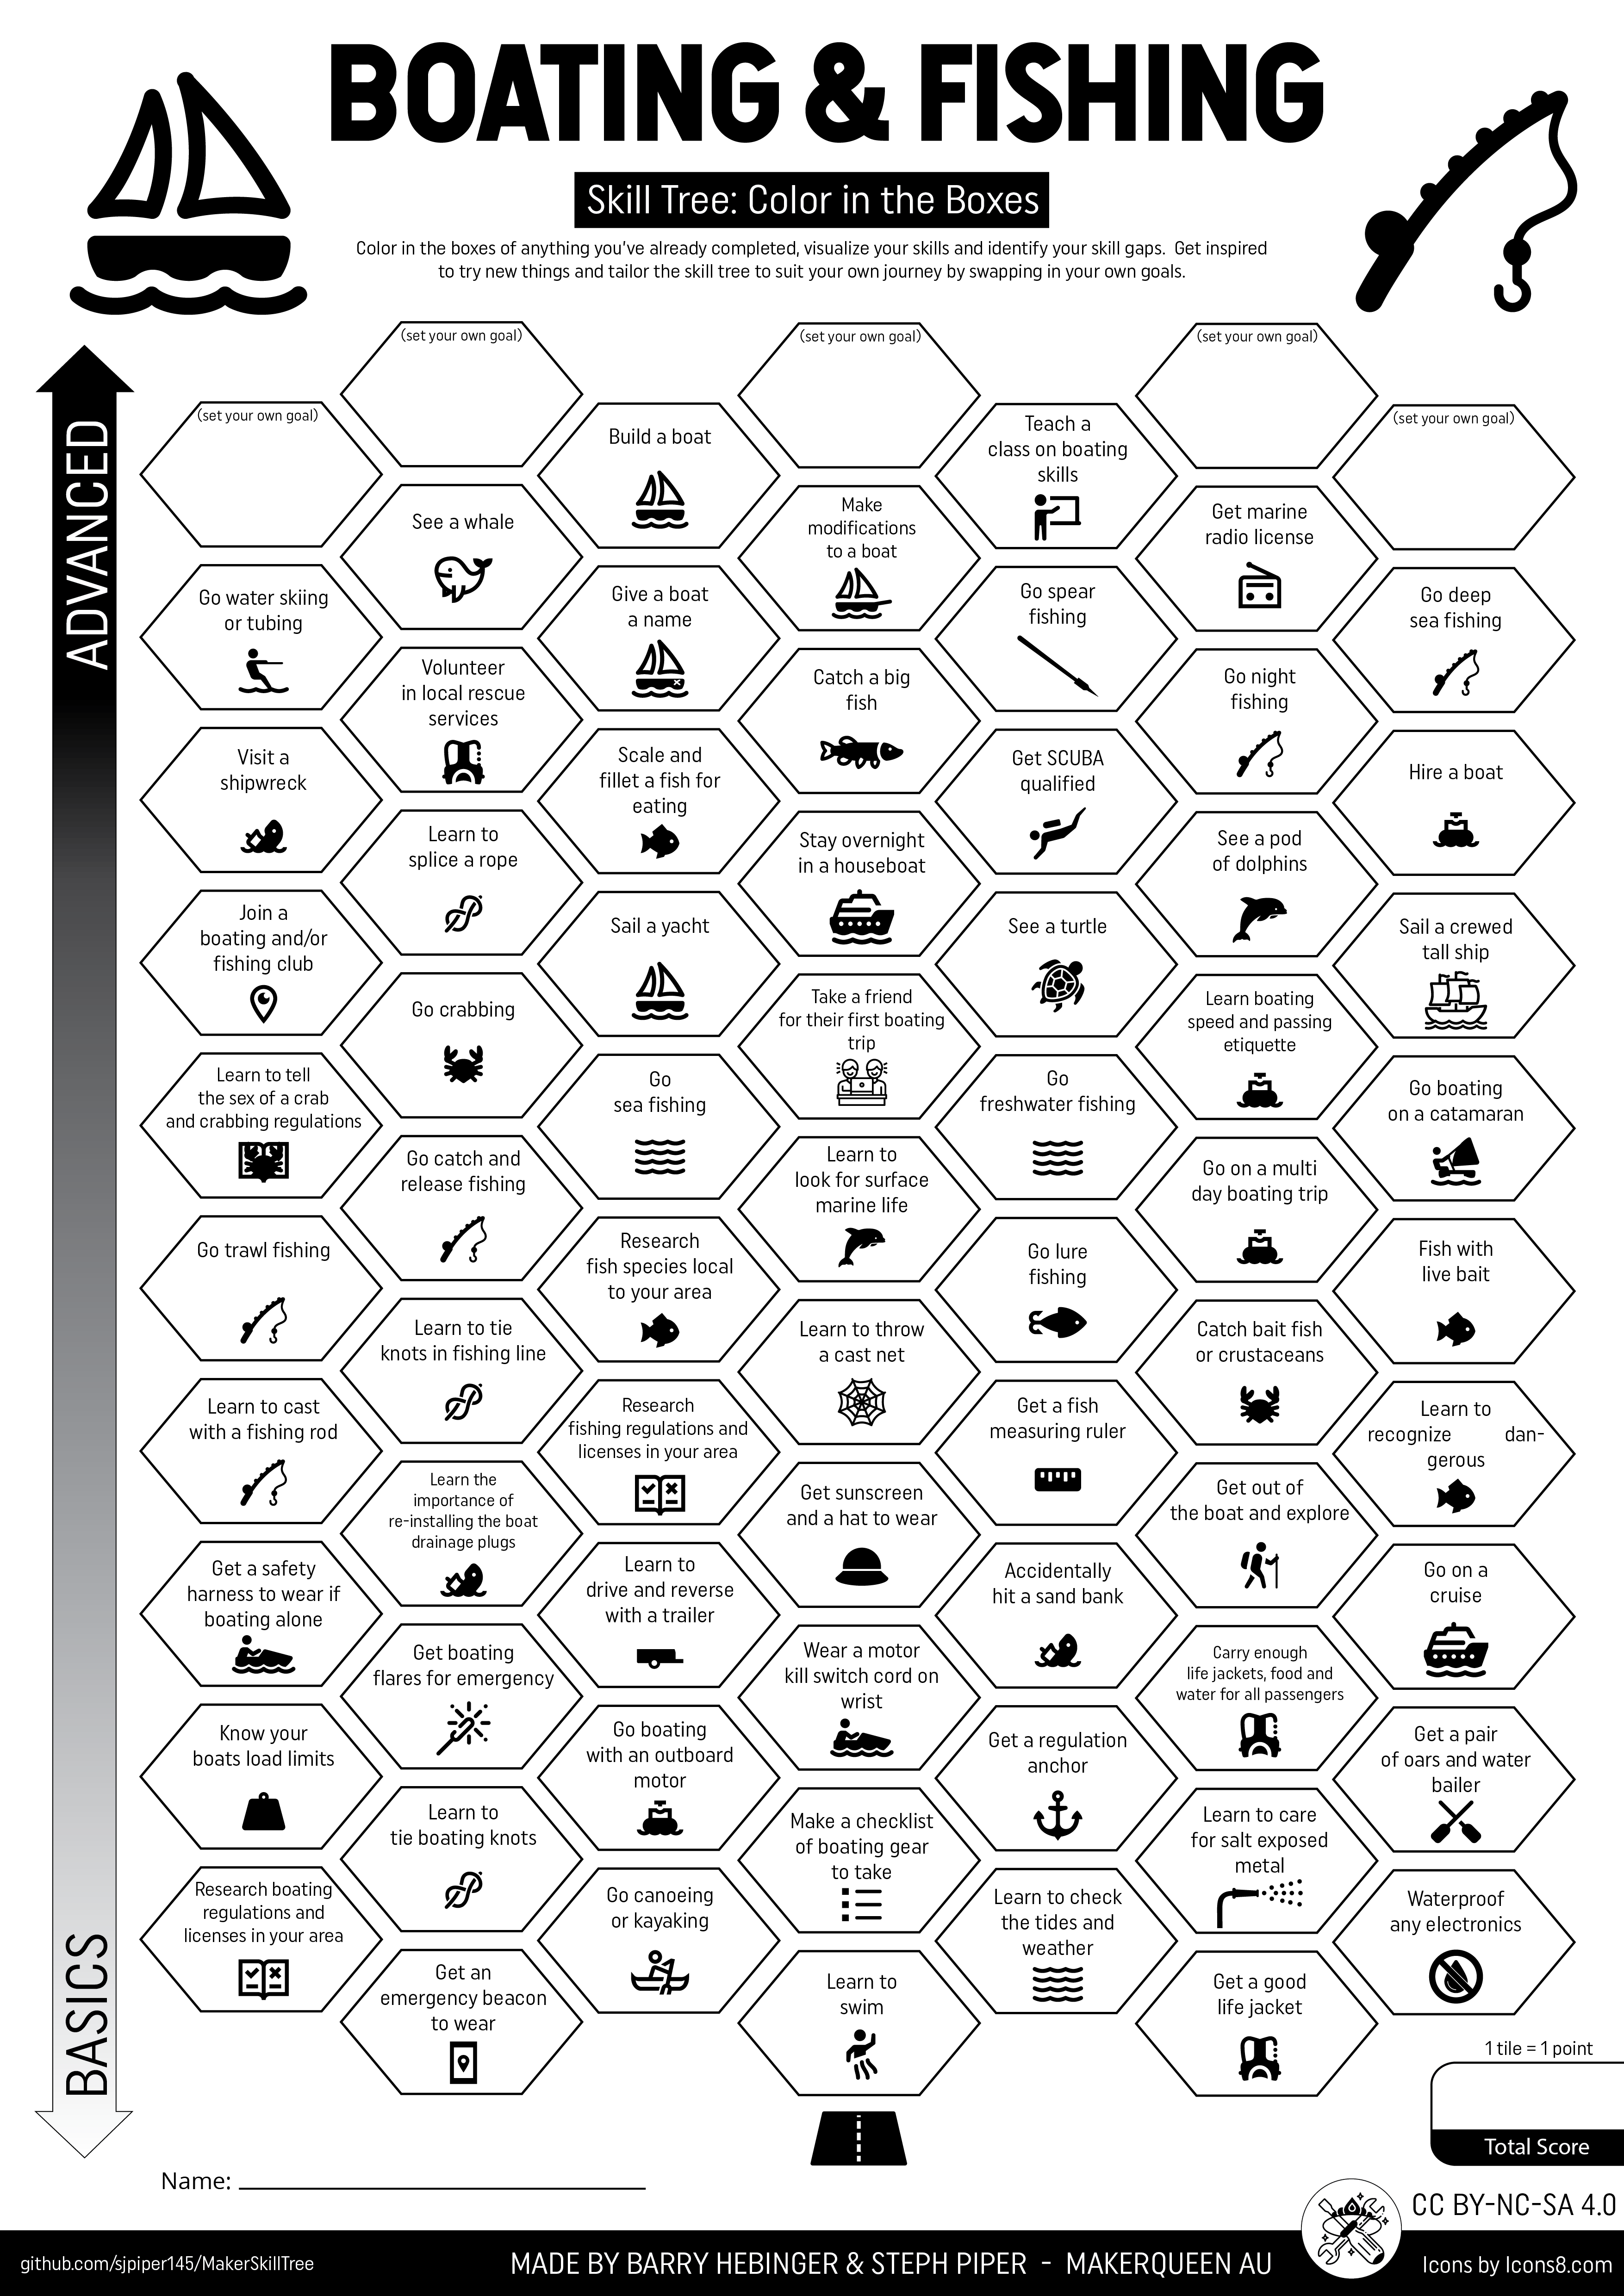 BOATING & FISHING
Skill Tree: Color in the Boxes
Color in the boxes of anything you've already completed, visualize your skills and identify your skill gaps. Get inspired
to try new things and tailor the skill tree to suit your own journey by swapping in your own goals.
ADVANCED
BASICS
(set your own goal)
(set your own goal)
(set your own goal)
(set your own goal)
(set your own goal)
Build a boat
Teach a
class on boating
skills
See a whale
Make
modifications
to a boat
Get marine
radio license
Go water skiing
or tubing
Give a boat
a name
Go spear
fishing
Go deep
sea fishing
Volunteer
in local rescue
services
Catch a big
fish
Go night
fishing
Visit a
shipwreck
Scale and
fillet a fish for
eating
Get SCUBA
qualified
Hire a boat
Learn to
splice a rope
Stay overnight
in a houseboat
See a pod
of dolphins
Join a
boating and/or
fishing club
Sail a yacht
See a turtle
Sail a crewed
tall ship
Go crabbing
Take a friend
for their first boating
trip
Learn boating
speed and passing
etiquette
Learn to tell
the sex of a crab
and crabbing regulations
Go
sea fishing
Go
freshwater fishing
Go boating
on a catamaran
Go catch and
release fishing
Learn to
look for surface
marine life
Go on a multi
day boating trip
Go trawl fishing
Research
fish species local
to your area
Go lure
fishing
Fish with
live bait
Learn to tie
knots in fishing line
Learn to throw
a cast net
Catch bait fish
or crustaceans
Learn to cast
with a fishing rod
Research
fishing regulations and
licenses in your area
Get a fish
measuring ruler
Learn to
recognize dan-
gerous
Learn the
importance of
re-installing the boat
drainage plugs
Get sunscreen
and a hat to wear
Get out of
the boat and explore
Get a safety
harness to wear if
boating alone
Learn to
drive and reverse
with a trailer
Accidentally
hit a sand bank
Go on a
cruise
Get boating
flares for emergency
Wear a motor
kill switch cord on
wrist
Carry enough
life jackets, food and
water for all passengers
Know your
boats load limits
Go boating
with an outboard
motor
Get a regulation
anchor
Get a pair
of oars and water
bailer
Learn to
tie boating knots
Make a checklist
of boating gear
to take
Learn to care
for salt exposed
metal
Research boating
regulations and
licenses in your area
Go canoeing
or kayaking
Learn to check
the tides and
weather
Waterproof
any electronics
Get an
emergency beacon
to wear
Learn to
swim
Get a good
life jacket
1 tile = 1 point
Total Score
Name:
CC BY-NC-SA 4.0
github.com/sjpiper145/MakerSkillTree
MADE BY BARRY HEBINGER & STEPH PIPER - MAKERQUEEN AU
Icons by Icons8.com